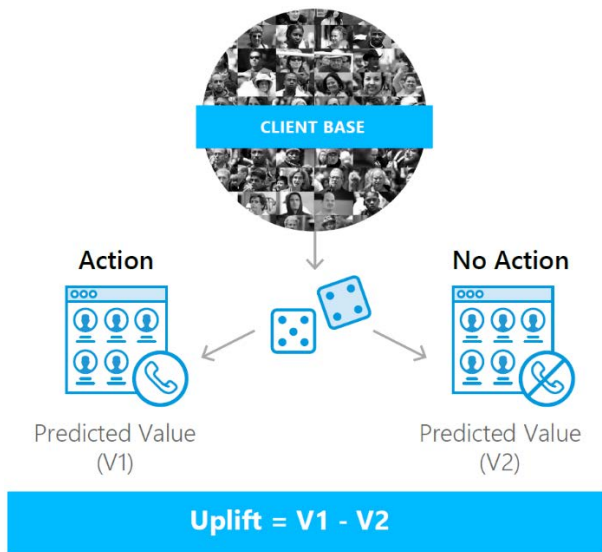 CLIENT BASE
Action
No Action
Predicted Value
(V1)
Predicted Value
(V2)
Uplift = V1 - V2